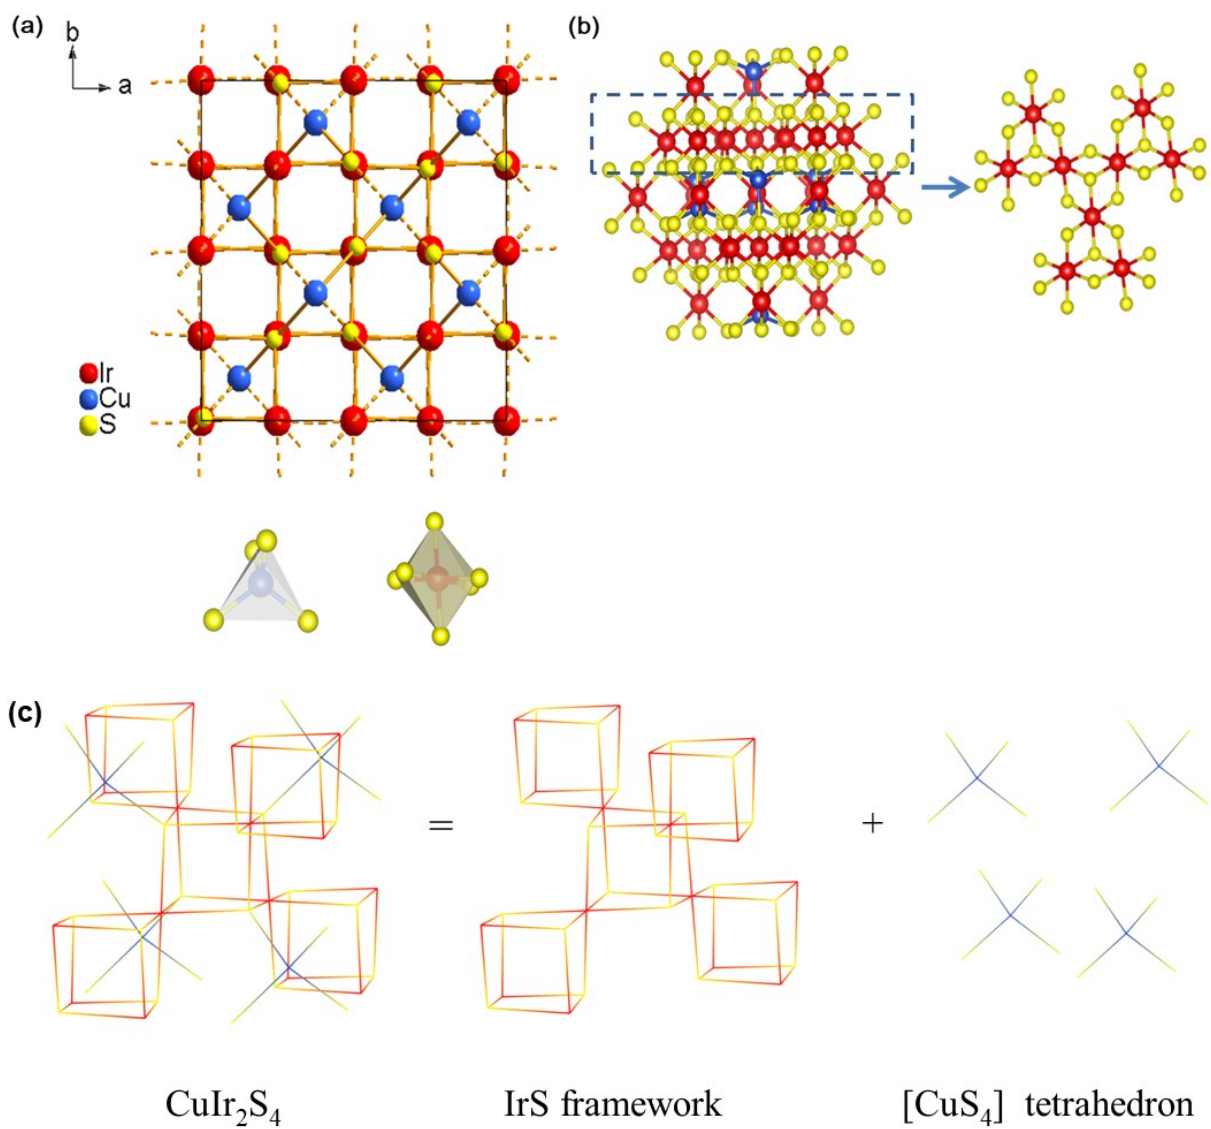 (a)
b
a
Ir
Cu
S
(b)
(c)
=
+
CuIr₂S₄
IrS framework
[CuS₄] tetrahedron